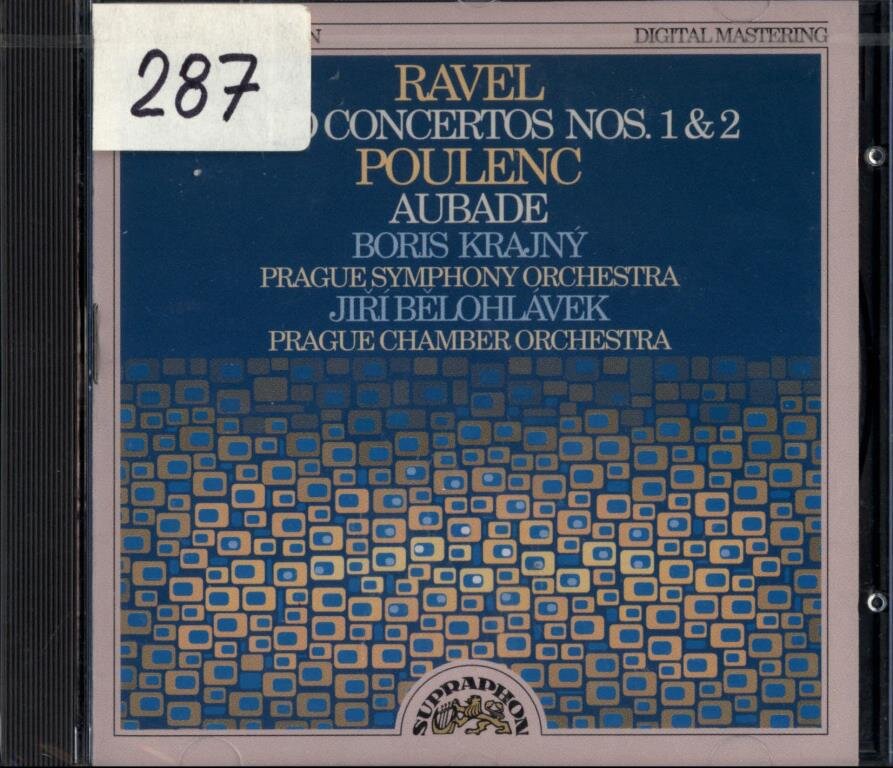 287
DIGITAL MASTERING
RAVEL
CONCERTOS NOS. 1 & 2
POULENC
AUBADE
BORIS KRAJNÝ
PRAGUE SYMPHONY ORCHESTRA
JIŘÍ BĚLOHLÁVEK
PRAGUE CHAMBER ORCHESTRA
SUPRAPHON